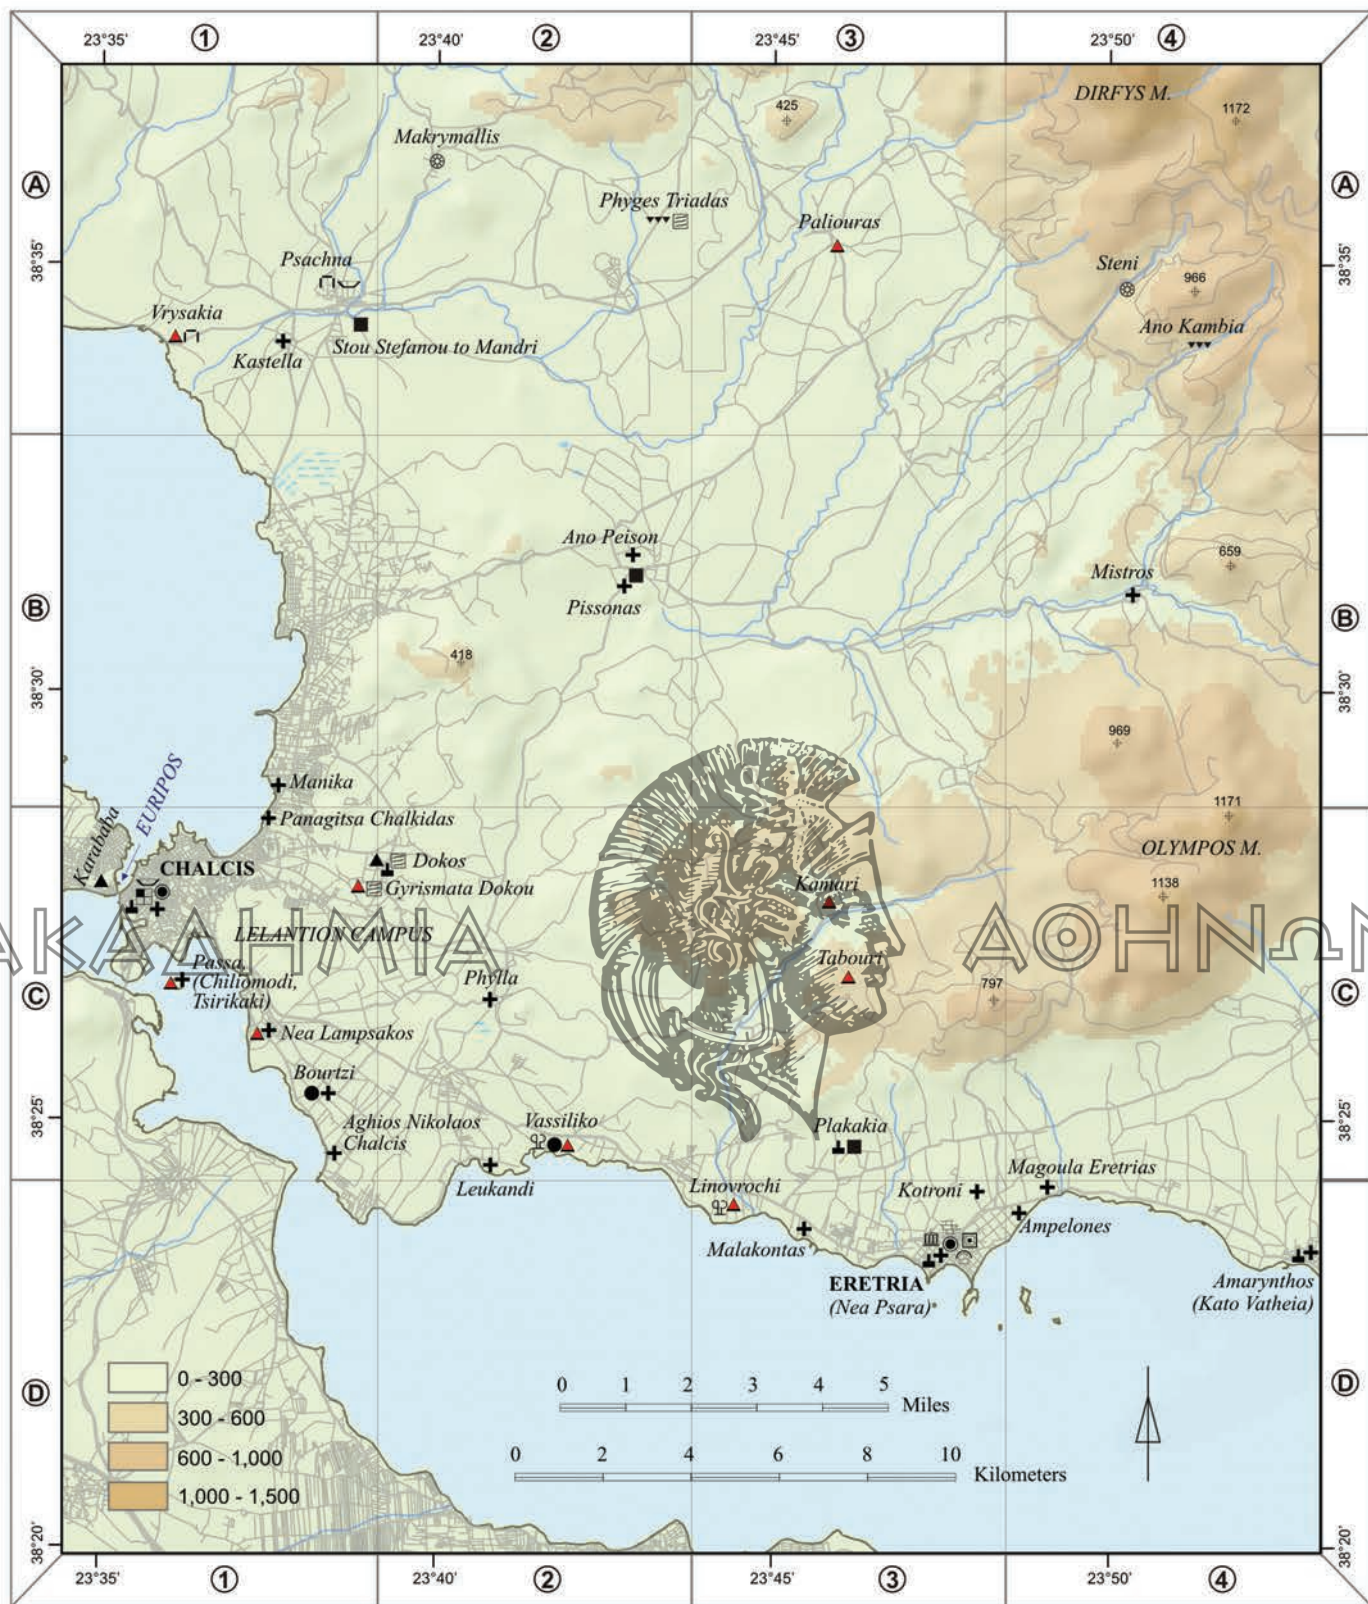 23°35'
①
23°40'
②
23°45'
③
23°50'
④
DIRFYS M.
425
1172
Makrymallis
Ⓐ
Ⓐ
Phyges Triadas
Paliouras
38°35'
38°35'
Psachna
Steni
966
Vrysakia
Ano Kambia
Stou Stefanou to Mandri
Kastella
Ano Peison
659
Mistros
Ⓑ
Ⓑ
Pissonas
418
38°30'
38°30'
969
Manika
EURIPOS
Karababa
1171
Panagitsa Chalkidas
OLYMPOS M.
CHALCIS
Dokos
Gyrismata Dokou
Kamari
1138
LELANTION CAMPUS
ΑΚΑΔΗΜΙΑ
ΑΘΗΝΩΝ
Passa,
(Chiliomodi,
Tsirikaki)
Phylla
Tabouri
797
Ⓒ
Ⓒ
Nea Lampsakos
Bourtzi
Aghios Nikolaos
Chalcis
Vassiliko
Plakakia
38°25'
38°25'
Leukandi
Linovrochi
Kotroni
Magoula Eretrias
Malakontas
Ampelones
ERETRIA
(Nea Psara)
Amarynthos
(Kato Vatheia)
Ⓓ
Ⓓ
0 - 300
300 - 600
600 - 1,000
1,000 - 1,500
0 1 2 3 4 5
Miles
0 2 4 6 8 10
Kilometers
38°20'
38°20'
23°35'
①
23°40'
②
23°45'
③
23°50'
④